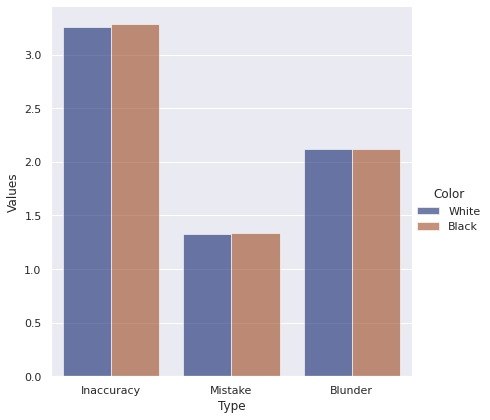 3.0
2.5
2.0
1.5
1.0
0.5
0.0
Values
Inaccuracy
Mistake
Blunder
Type
Color
White
Black